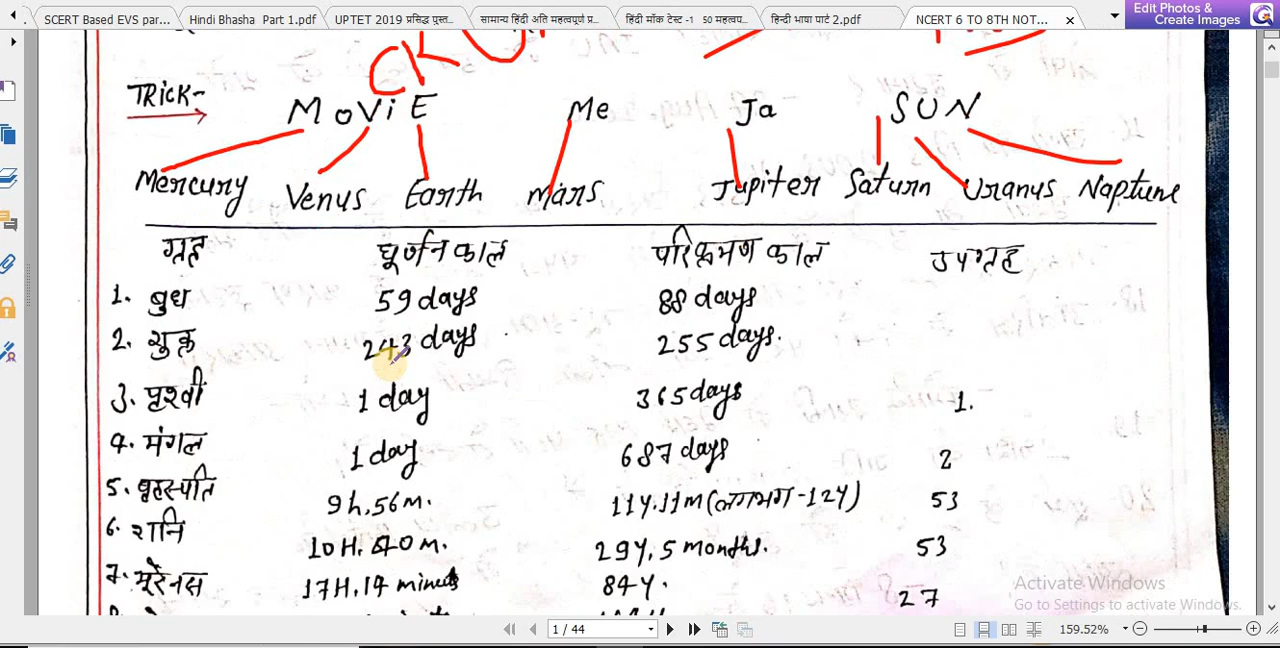 SCERT Based EVS par... Hindi Bhasha Part 1.pdf UPTET 2019 प्रसिद्ध पुस्त... सामान्य हिंदी अति महत्वपूर्ण प्र... हिंदी मॉक टेस्ट -1 50 महत्वप... हिन्दी भाषा पार्ट 2.pdf NCERT 6 TO 8TH NOT... ×
Edit Photos & Create Images
TRICK-
MoViE Me Ja SUN
Mercury Venus Earth Mars Jupiter Saturn Uranus Naptune
ग्रह घूर्णन काल परिक्रमण काल उपग्रह
1. बुध 59 days 88 days
2. शुक्र 243 days 255 days.
3. पृथ्वी 1 day 365 days 1.
4. मंगल 1 day 687 days 2
5. बृहस्पति 9h, 56 m. 11Y.11m (लगभग-12Y) 53
6. शनि 10H. 40 m. 29Y, 5 months. 53
7. यूरेनस 17H, 14 84Y. 27
Activate Windows
Go to Settings to activate Windows.
1 / 44 159.52%